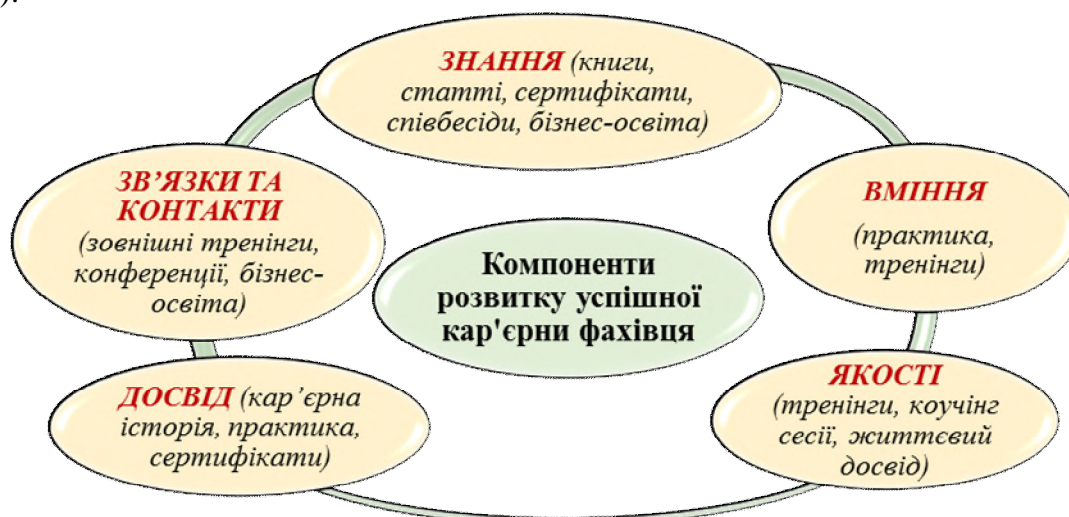 ).
ЗНАННЯ (книги,
статті, сертифікати,
співбесіди, бізнес-освіта)
ЗВ’ЯЗКИ ТА
КОНТАКТИ
(зовнішні тренінги,
конференції, бізнес-
освіта)
ВМІННЯ
(практика,
тренінги)
Компоненти
розвитку успішної
кар'єрни фахівця
ДОСВІД (кар’єрна
історія, практика,
сертифікати)
ЯКОСТІ
(тренінги, коучінг
сесії, життєвий
досвід)